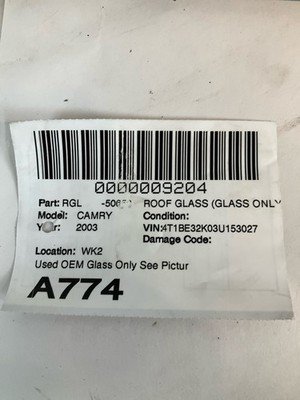 0000009204
Part: RGL ROOF GLASS (GLASS ONLY
Model: CAMRY Condition:
Year: 2003 VIN:4T1BE32K03U153027
Damage Code:
Location: WK2
Used OEM Glass Only See Pictur
A774